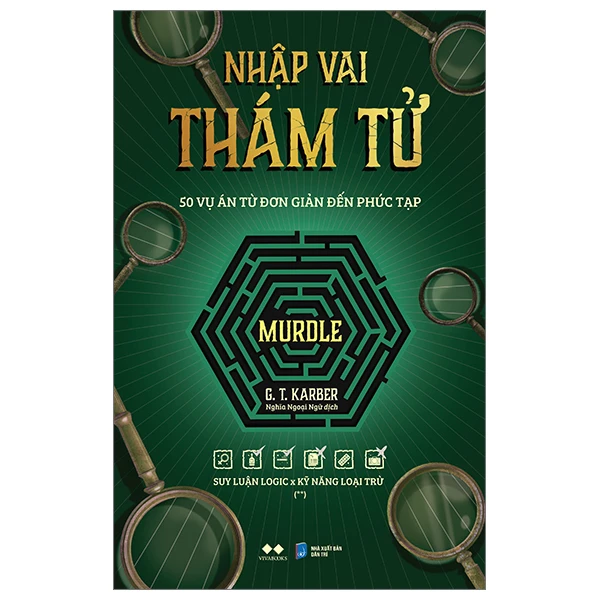 NHẬP VAI
THÁM TỬ
50 VỤ ÁN TỪ ĐƠN GIẢN ĐẾN PHỨC TẠP
MURDLE
G. T. KARBER
Nghĩa Ngoại Ngữ dịch
SUY LUẬN LOGIC x KỸ NĂNG LOẠI TRỪ
(**)
VIVABOOKS
NHÀ XUẤT BẢN
DÂN TRÍ